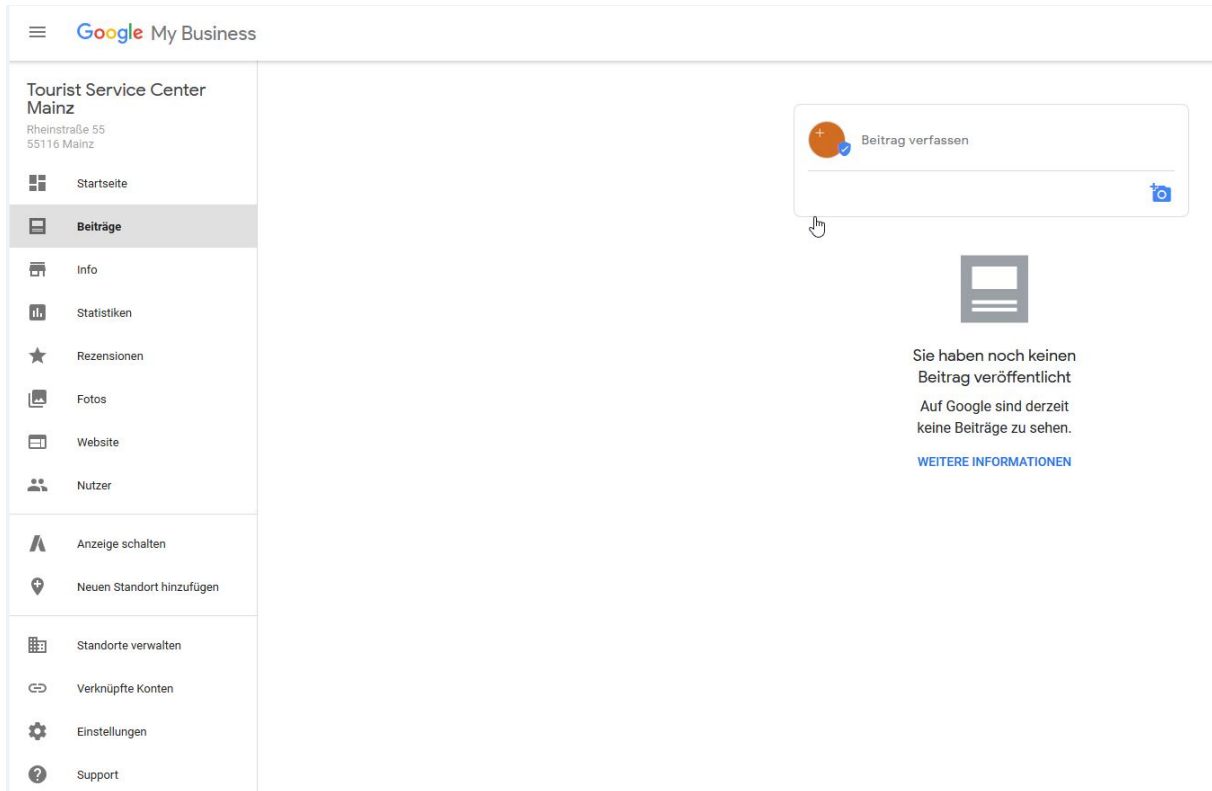 Google My Business
Tourist Service Center
Mainz
Rheinstraße 55
55116 Mainz
Startseite
Beiträge
Info
Statistiken
Rezensionen
Fotos
Website
Nutzer
Anzeige schalten
Neuen Standort hinzufügen
Standorte verwalten
Verknüpfte Konten
Einstellungen
Support
Beitrag verfassen
Sie haben noch keinen
Beitrag veröffentlicht
Auf Google sind derzeit
keine Beiträge zu sehen.
WEITERE INFORMATIONEN